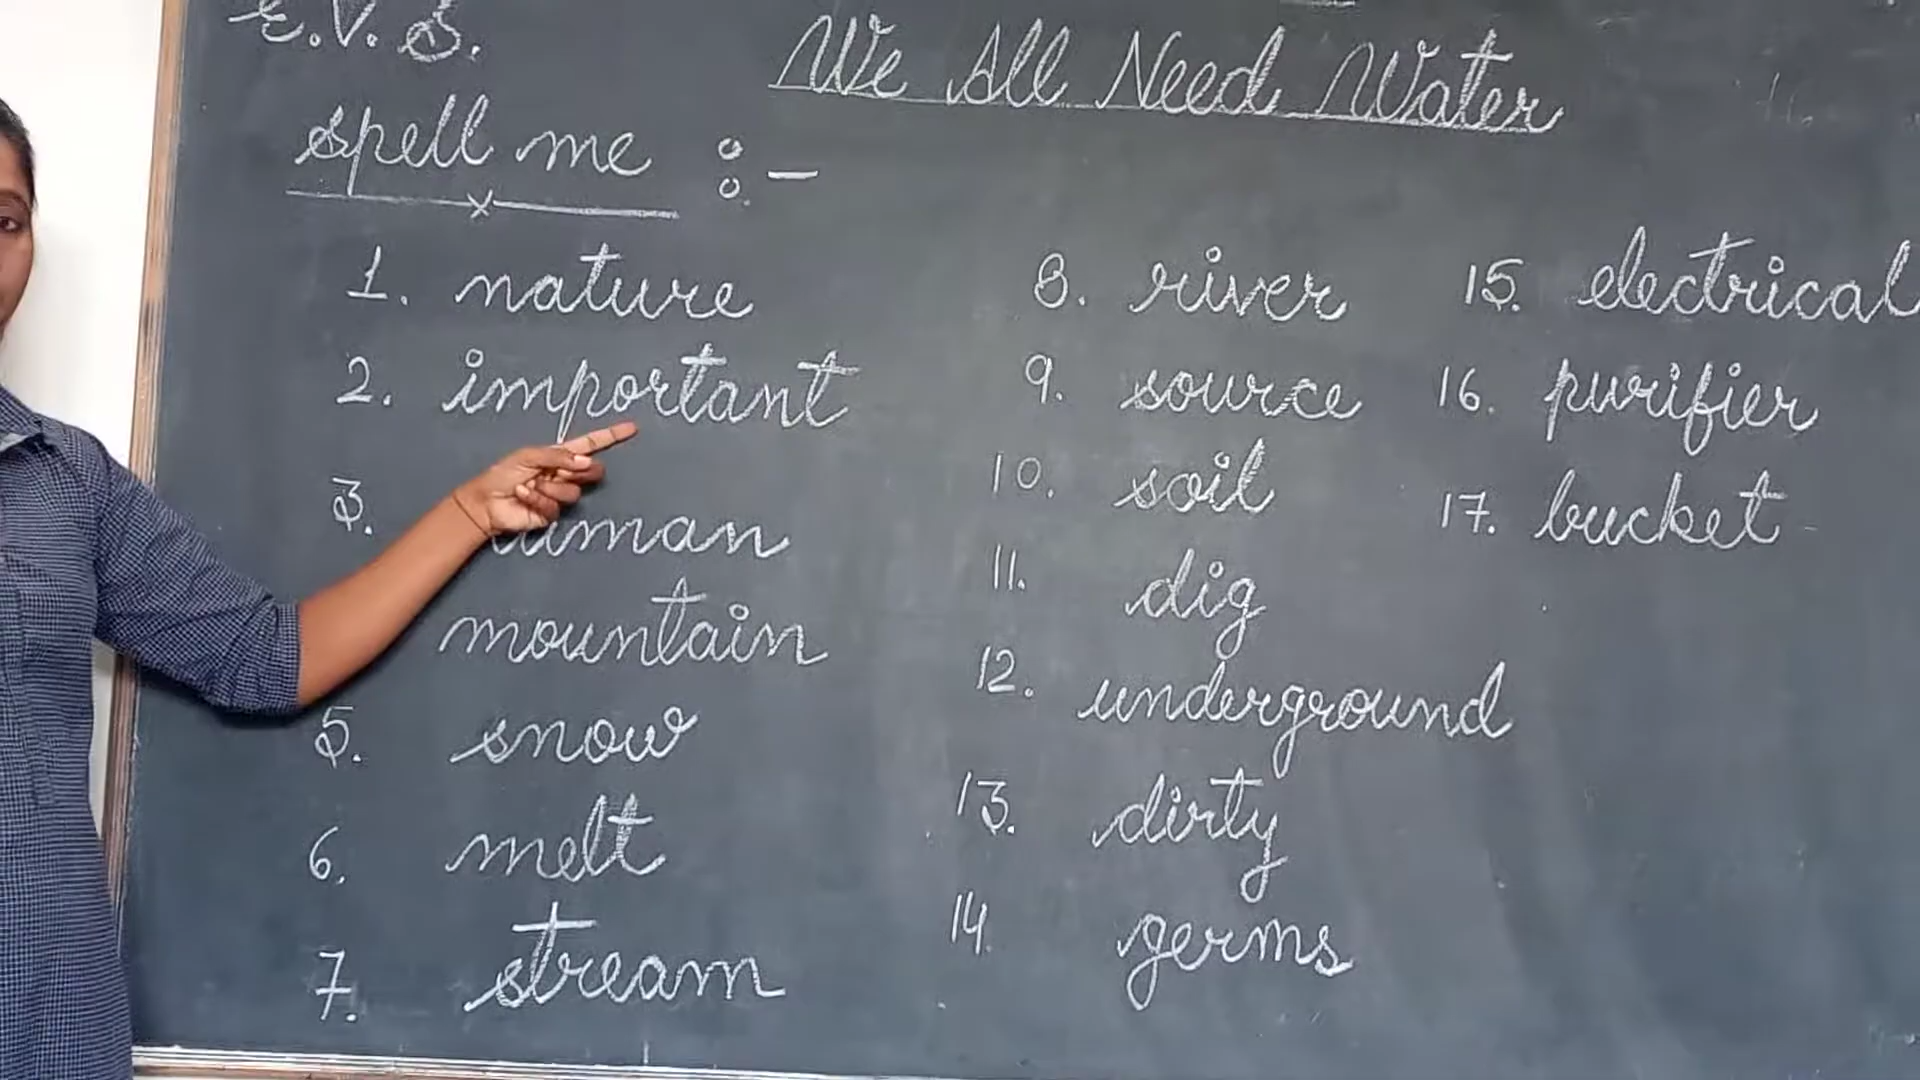 E.V.S.
We All Need Water
spell me :-
1. nature
2. important
3. human
mountain
5. snow
6. melt
7. stream
8. river
9. source
10. soil
11. dig
12. underground
13. dirty
14. germs
15. electrical
16. purifier
17. bucket